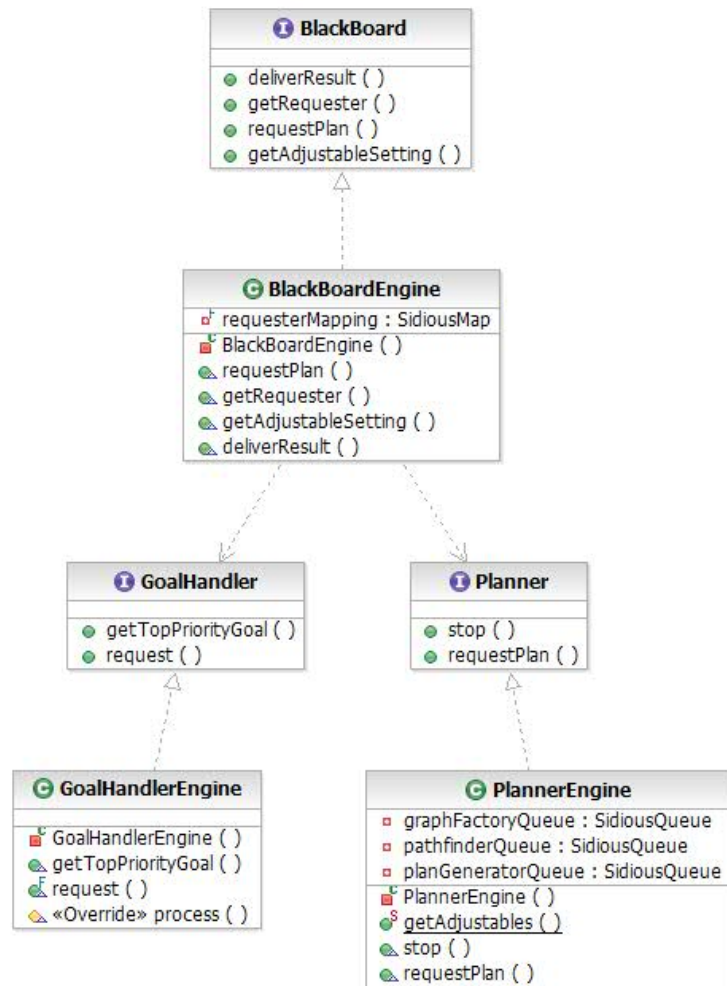 BlackBoard
deliverResult ( )
getRequester ( )
requestPlan ( )
getAdjustableSetting ( )
BlackBoardEngine
requesterMapping : SidiousMap
BlackBoardEngine ( )
requestPlan ( )
getRequester ( )
getAdjustableSetting ( )
deliverResult ( )
GoalHandler
getTopPriorityGoal ( )
request ( )
Planner
stop ( )
requestPlan ( )
GoalHandlerEngine
GoalHandlerEngine ( )
getTopPriorityGoal ( )
request ( )
«Override» process ( )
PlannerEngine
graphFactoryQueue : SidiousQueue
pathfinderQueue : SidiousQueue
planGeneratorQueue : SidiousQueue
PlannerEngine ( )
getAdjustables ( )
stop ( )
requestPlan ( )